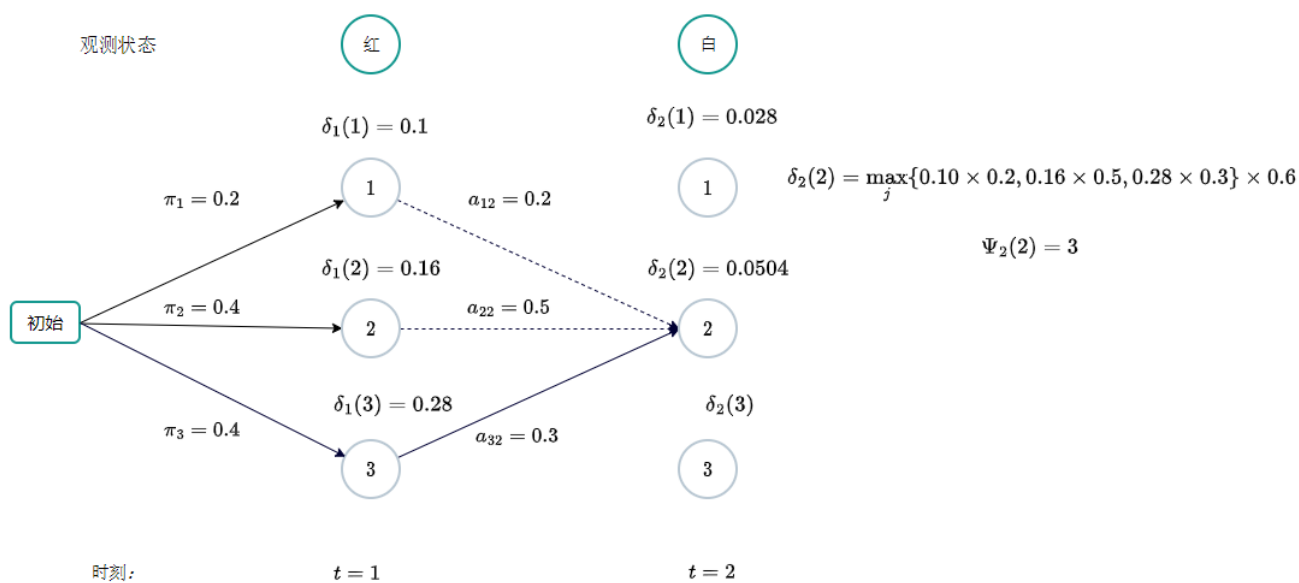 观测状态 红 白
δ₁(1) = 0.1 δ₂(1) = 0.028
π₁ = 0.2 1 a₁₂ = 0.2 1 δ₂(2) = max_j{0.10 × 0.2, 0.16 × 0.5, 0.28 × 0.3} × 0.6
Ψ₂(2) = 3
δ₁(2) = 0.16 δ₂(2) = 0.0504
初始 π₂ = 0.4 2 a₂₂ = 0.5 2
δ₁(3) = 0.28 δ₂(3)
π₃ = 0.4 a₃₂ = 0.3
3 3
时刻: t = 1 t = 2